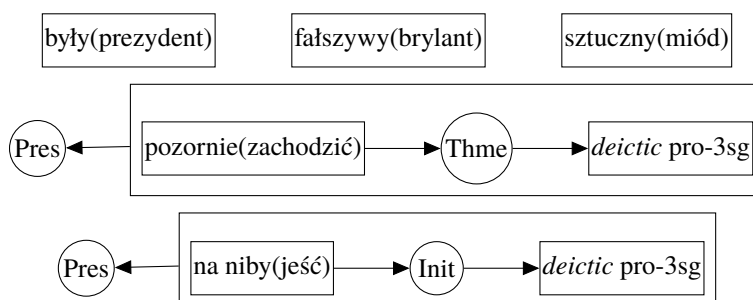 były(prezydent) fałszywy(brylant) sztuczny(miód)
Pres pozornie(zachodzić) Thme deictic pro-3sg
Pres na niby(jeść) Init deictic pro-3sg